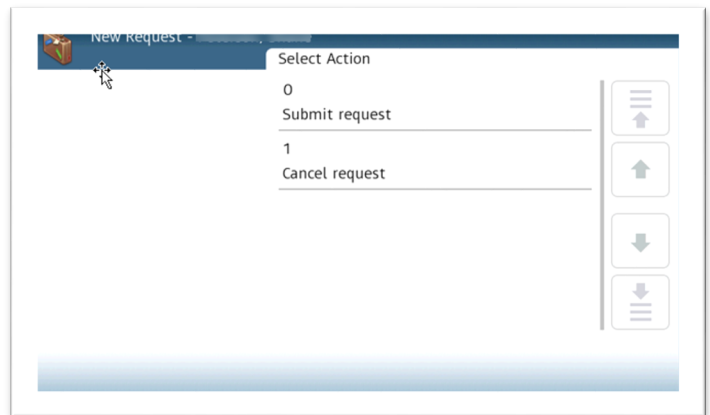 New Request -
Select Action
0
Submit request
1
Cancel request